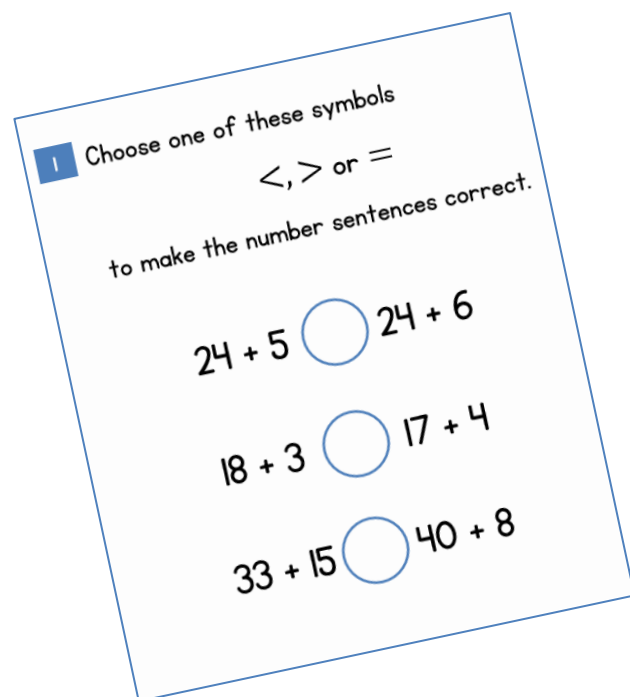 1 Choose one of these symbols
<, > or =
to make the number sentences correct.
24 + 5 24 + 6
18 + 3 17 + 4
33 + 15 40 + 8